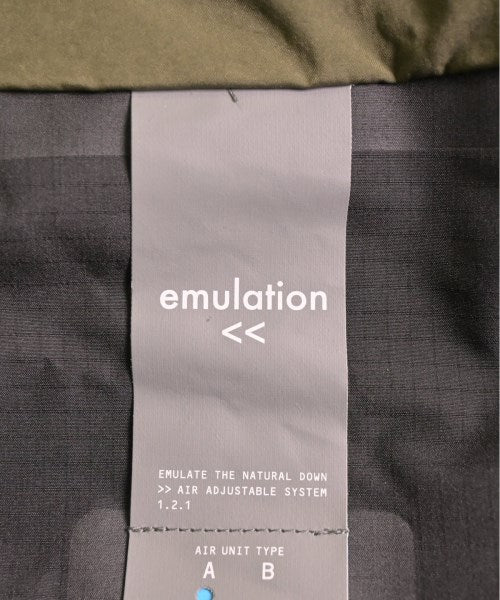 emulation
<<
EMULATE THE NATURAL DOWN
>> AIR ADJUSTABLE SYSTEM
1.2.1
AIR UNIT TYPE
A B